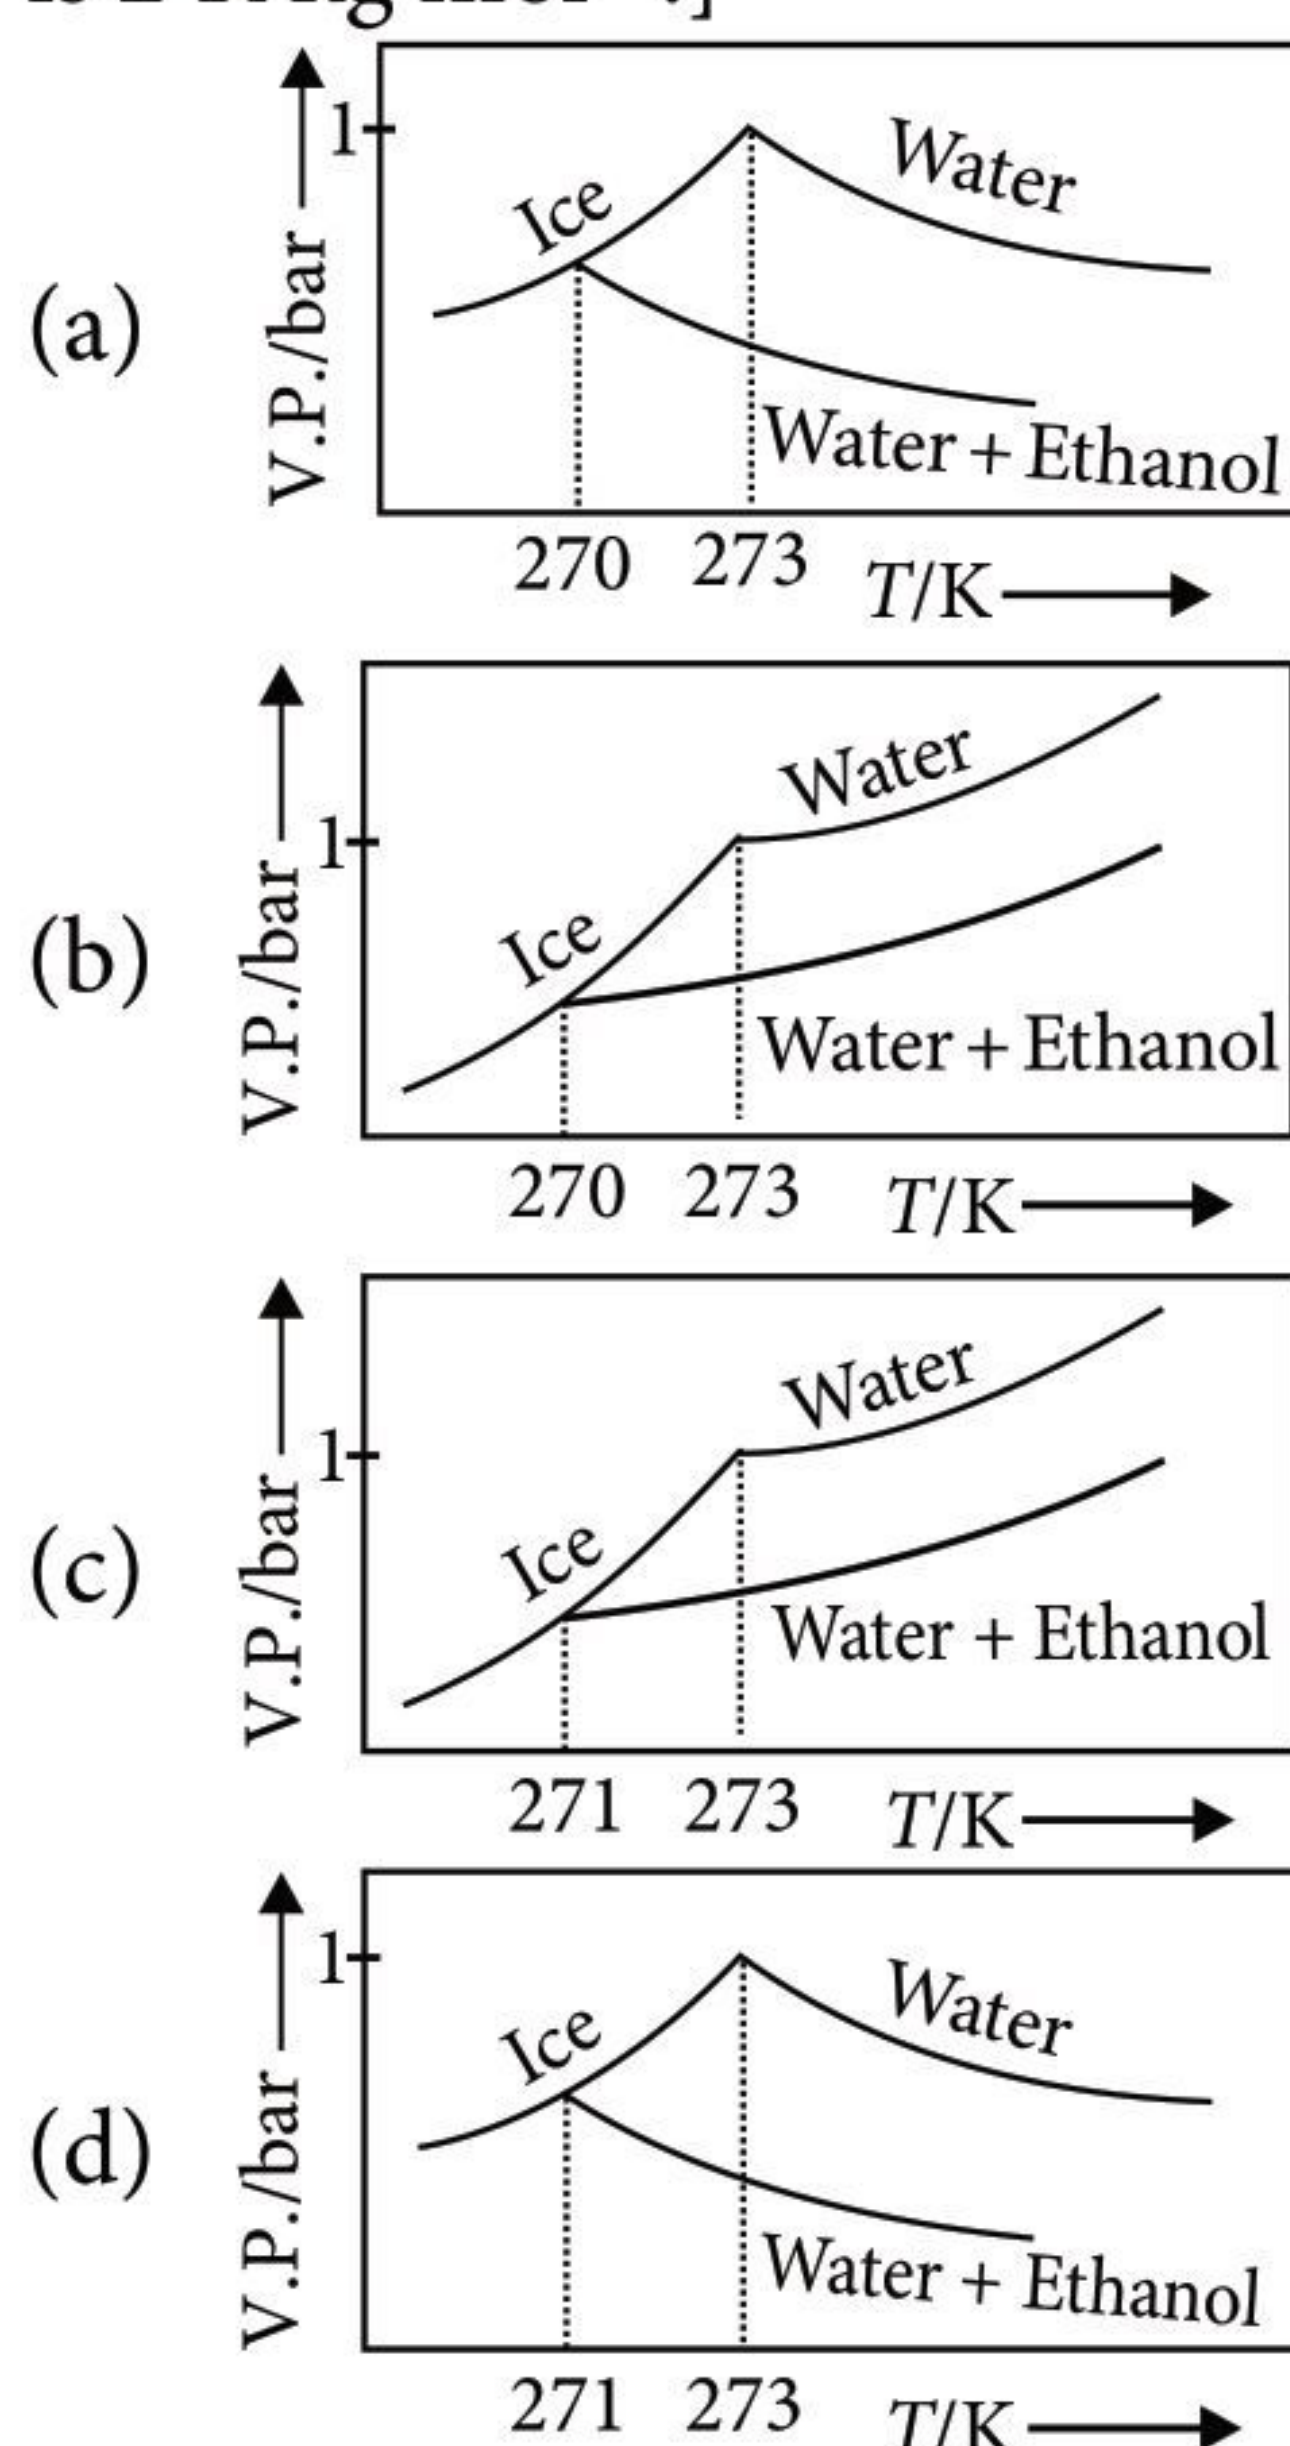 (a)
V.P./bar
1
Ice
Water
Water + Ethanol
270 273 T/K
(b)
V.P./bar
1
Ice
Water
Water + Ethanol
270 273 T/K
(c)
V.P./bar
1
Ice
Water
Water + Ethanol
271 273 T/K
(d)
V.P./bar
1
Ice
Water
Water + Ethanol
271 273 T/K